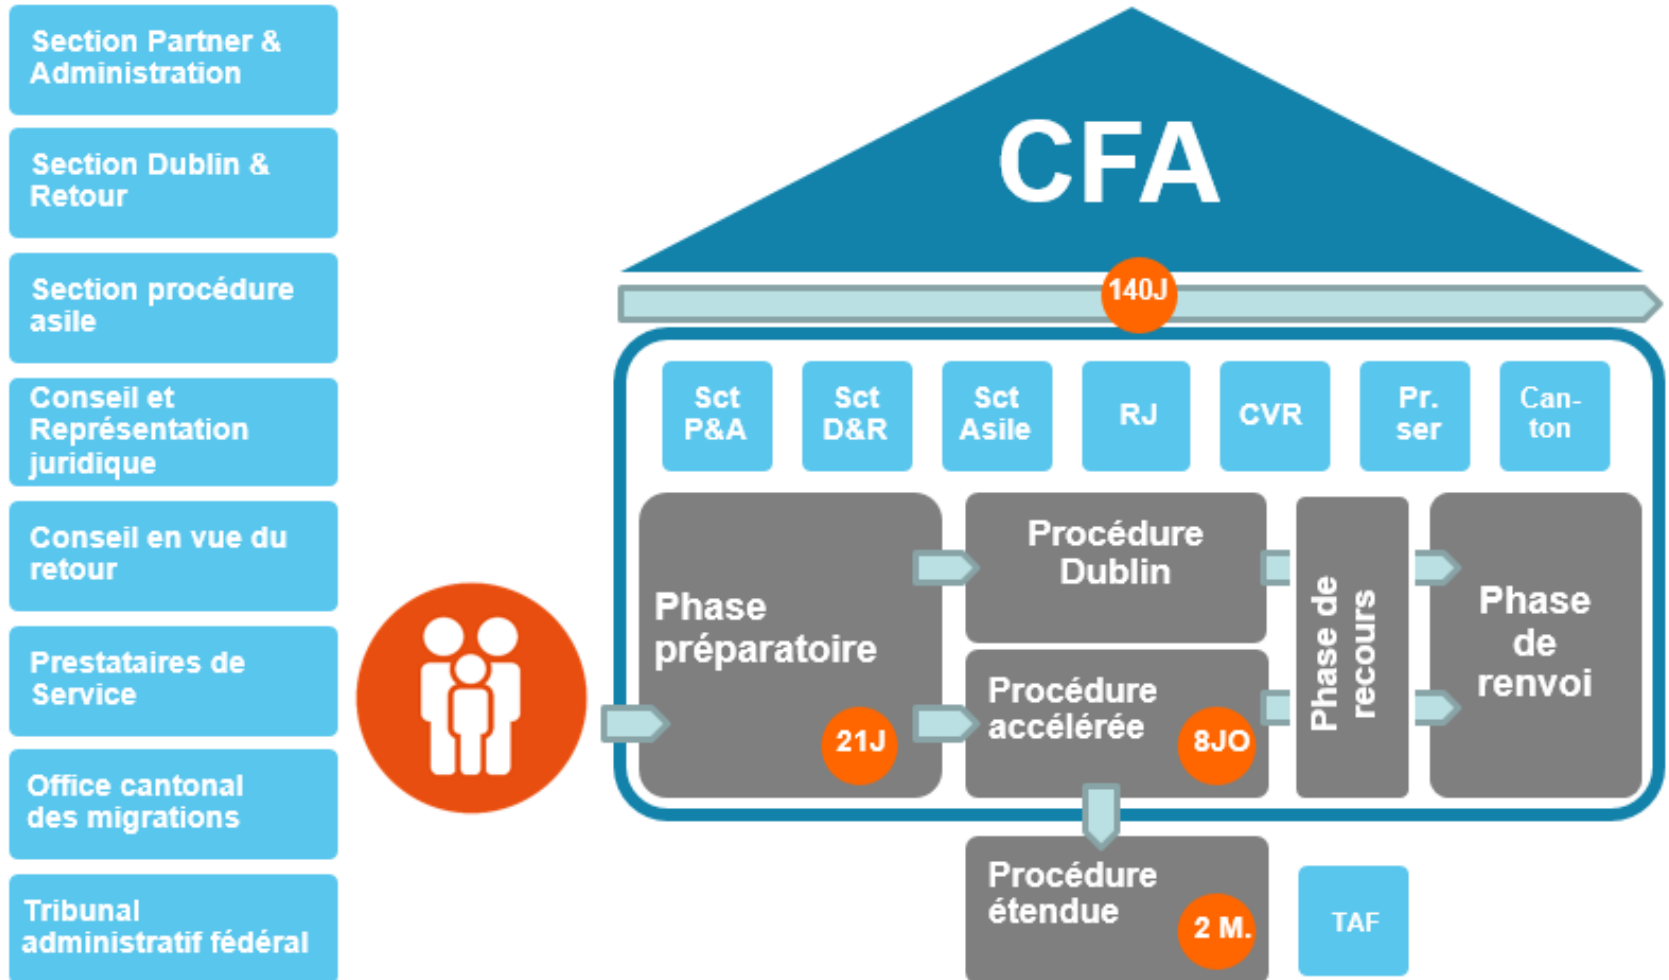 Section Partner &
Administration
Section Dublin &
Retour
Section procédure
asile
Conseil et
Représentation
juridique
Conseil en vue du
retour
Prestataires de
Service
Office cantonal
des migrations
Tribunal
administratif fédéral
CFA
140J
Sct
P&A
Sct
D&R
Sct
Asile
RJ
CVR
Pr.
ser
Can-
ton
Phase
préparatoire
21J
Procédure
Dublin
Procédure
accélérée
8JO
Phase de
recours
Phase
de
renvoi
Procédure
étendue
2 M.
TAF